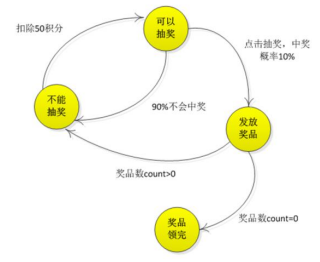 可以
抽奖
扣除50积分
点击抽奖，中奖
概率10%
不能
抽奖
90%不会中奖
发放
奖品
奖品数count>0
奖品
领完
奖品数count=0